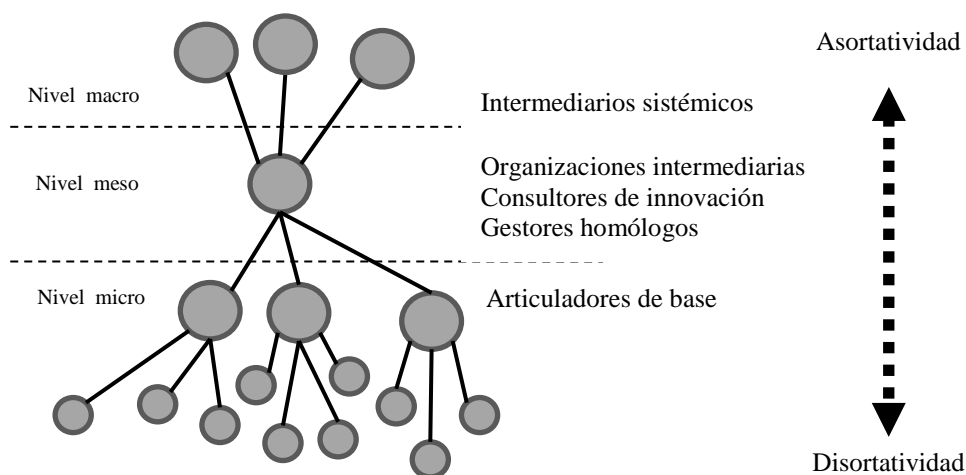 Asortatividad
Nivel macro
Intermediarios sistémicos
Nivel meso
Organizaciones intermediarias
Consultores de innovación
Gestores homólogos
Nivel micro
Articuladores de base
Disortatividad